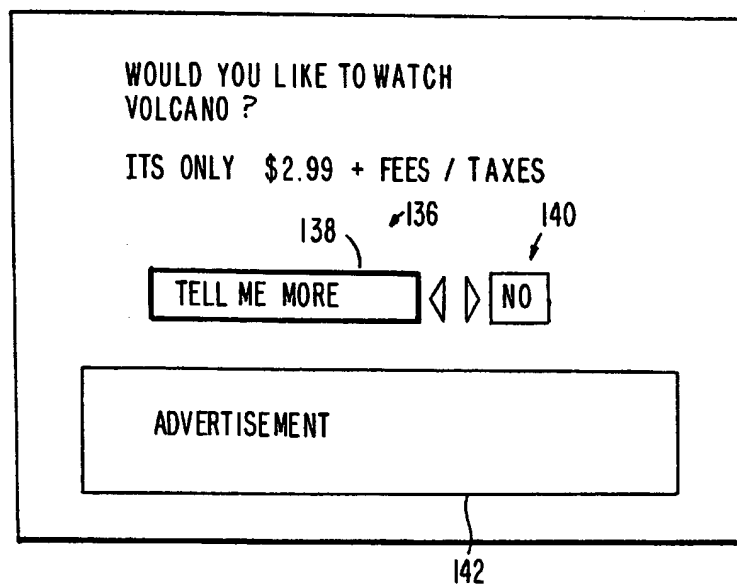 WOULD YOU LIKE TO WATCH
VOLCANO ?
ITS ONLY $2.99 + FEES / TAXES
138 136 140
TELL ME MORE NO
ADVERTISEMENT
142